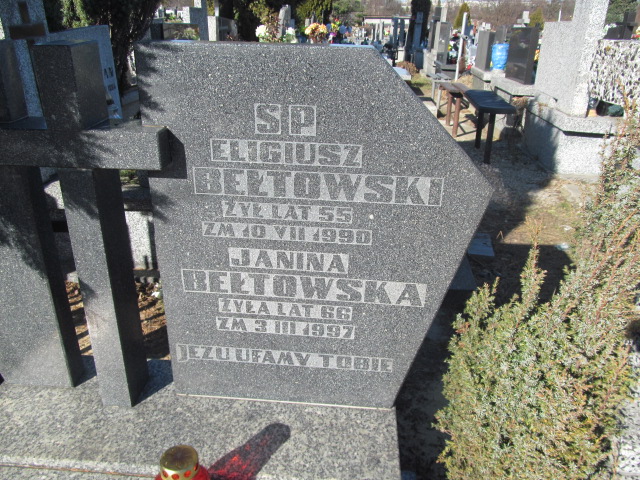 SP
ELIGIUSZ
BEŁTOWSKI
ŻYŁ LAT 55
ZM 10 VII 1990
JANINA
BEŁTOWSKA
ŻYŁA LAT 66
ZM 3 III 1997
JEZU UFAMY TOBIE